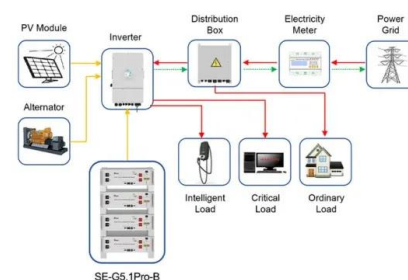 PV Module
Inverter
Distribution
Box
Electricity
Meter
Power
Grid
Alternator
Intelligent
Load
Critical
Load
Ordinary
Load
SE-G5.1Pro-B